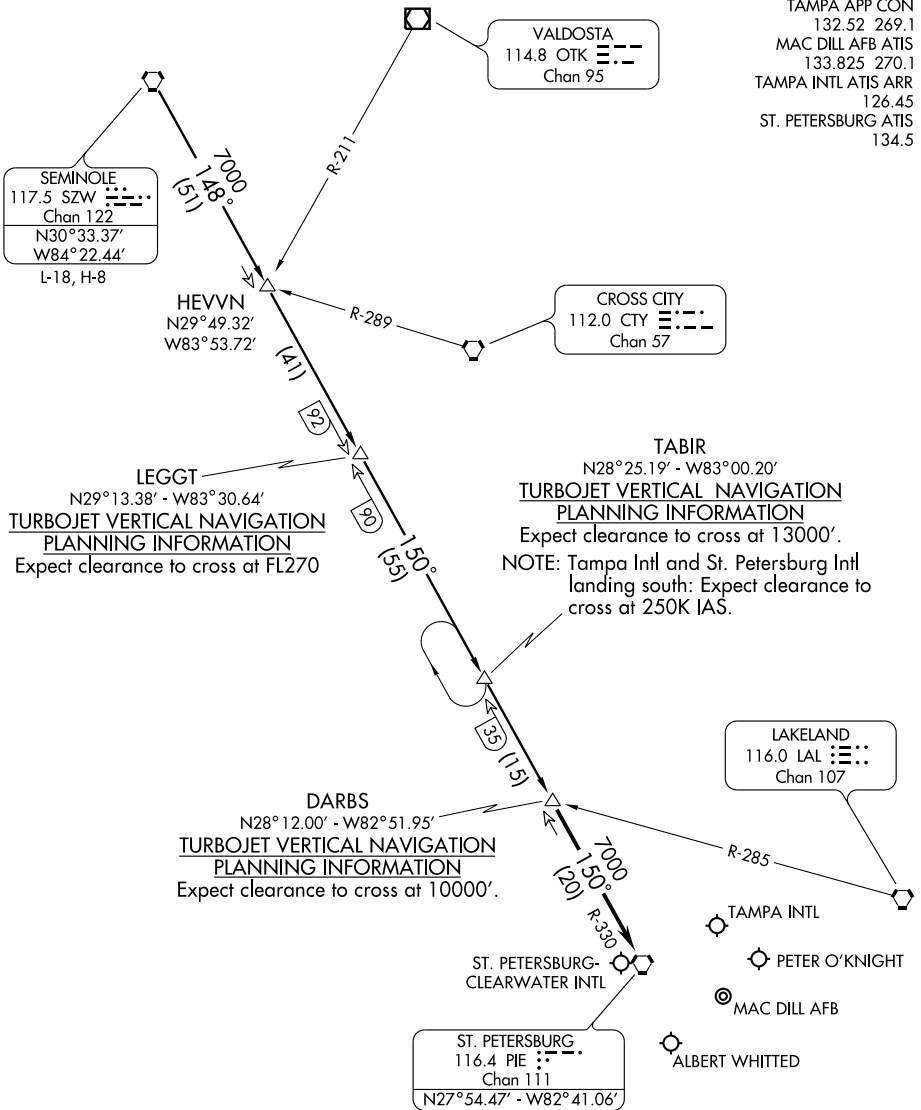 TAMPA APP CON
132.52 269.1
MAC DILL AFB ATIS
133.825 270.1
TAMPA INTL ATIS ARR
126.45
ST. PETERSBURG ATIS
134.5
VALDOSTA
114.8 OTK
Chan 95
R-211
SEMINOLE
117.5 SZW
Chan 122
N30°33.37'
W84°22.44'
L-18, H-8
7000
148°
(51)
HEVVN
N29°49.32'
W83°53.72'
R-289
CROSS CITY
112.0 CTY
Chan 57
(41)
92
LEGGT
N29°13.38' - W83°30.64'
TURBOJET VERTICAL NAVIGATION
PLANNING INFORMATION
Expect clearance to cross at FL270
90
150°
(55)
TABIR
N28°25.19' - W83°00.20'
TURBOJET VERTICAL NAVIGATION
PLANNING INFORMATION
Expect clearance to cross at 13000'.
NOTE: Tampa Intl and St. Petersburg Intl
landing south: Expect clearance to
cross at 250K IAS.
35
(15)
DARBS
N28°12.00' - W82°51.95'
TURBOJET VERTICAL NAVIGATION
PLANNING INFORMATION
Expect clearance to cross at 10000'.
LAKELAND
116.0 LAL
Chan 107
R-285
7000
150°
(20)
R-330
TAMPA INTL
ST. PETERSBURG-
CLEARWATER INTL
PETER O'KNIGHT
MAC DILL AFB
ALBERT WHITTED
ST. PETERSBURG
116.4 PIE
Chan 111
N27°54.47' - W82°41.06'